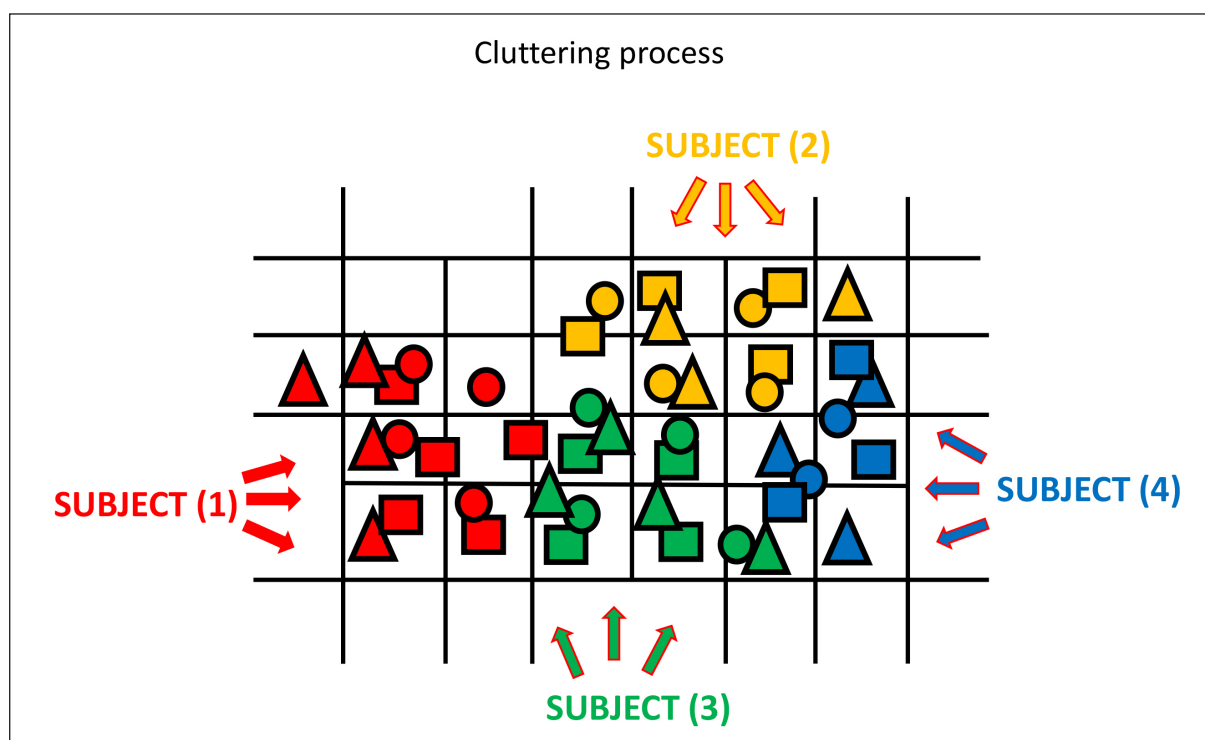 Cluttering process
SUBJECT (2)
SUBJECT (1)
SUBJECT (4)
SUBJECT (3)